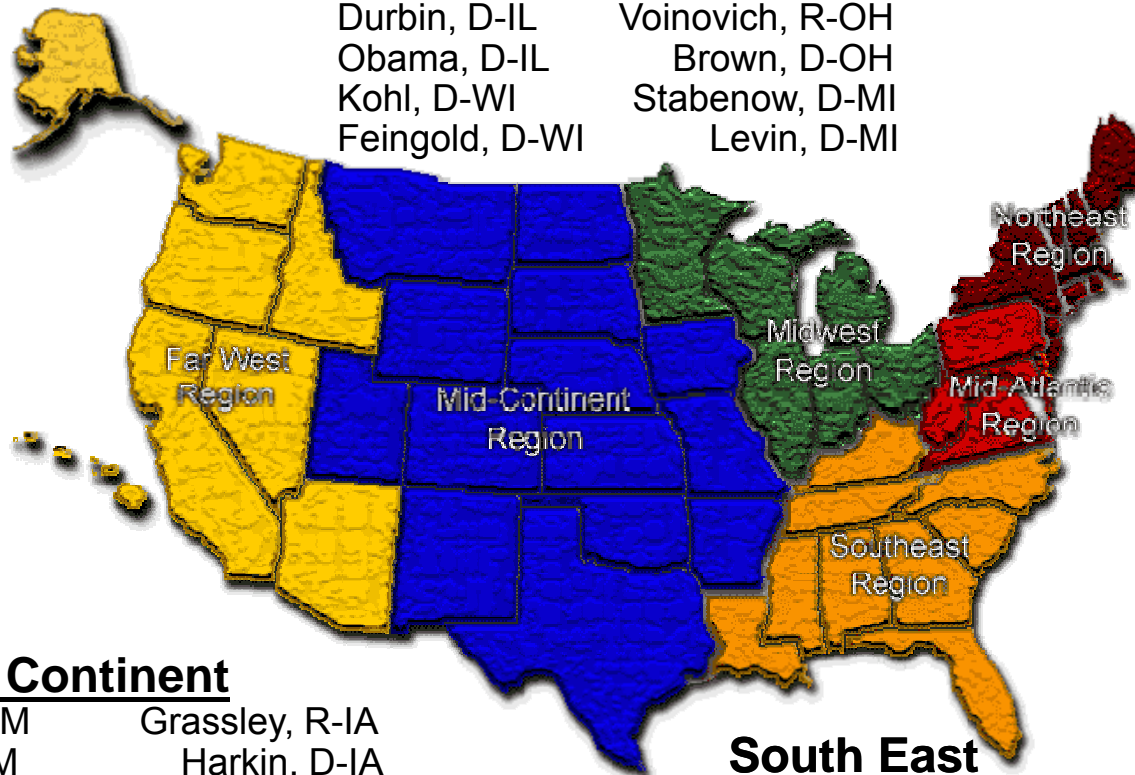 Durbin, D-IL Voinovich, R-OH
Obama, D-IL Brown, D-OH
Kohl, D-WI Stabenow, D-MI
Feingold, D-WI Levin, D-MI
Northeast
Region
Midwest
Region
Far West
Region
Mid-Continent
Region
Mid-Atlantic
Region
Southeast
Region
Continent
M Grassley, R-IA
M Harkin, D-IA
South East